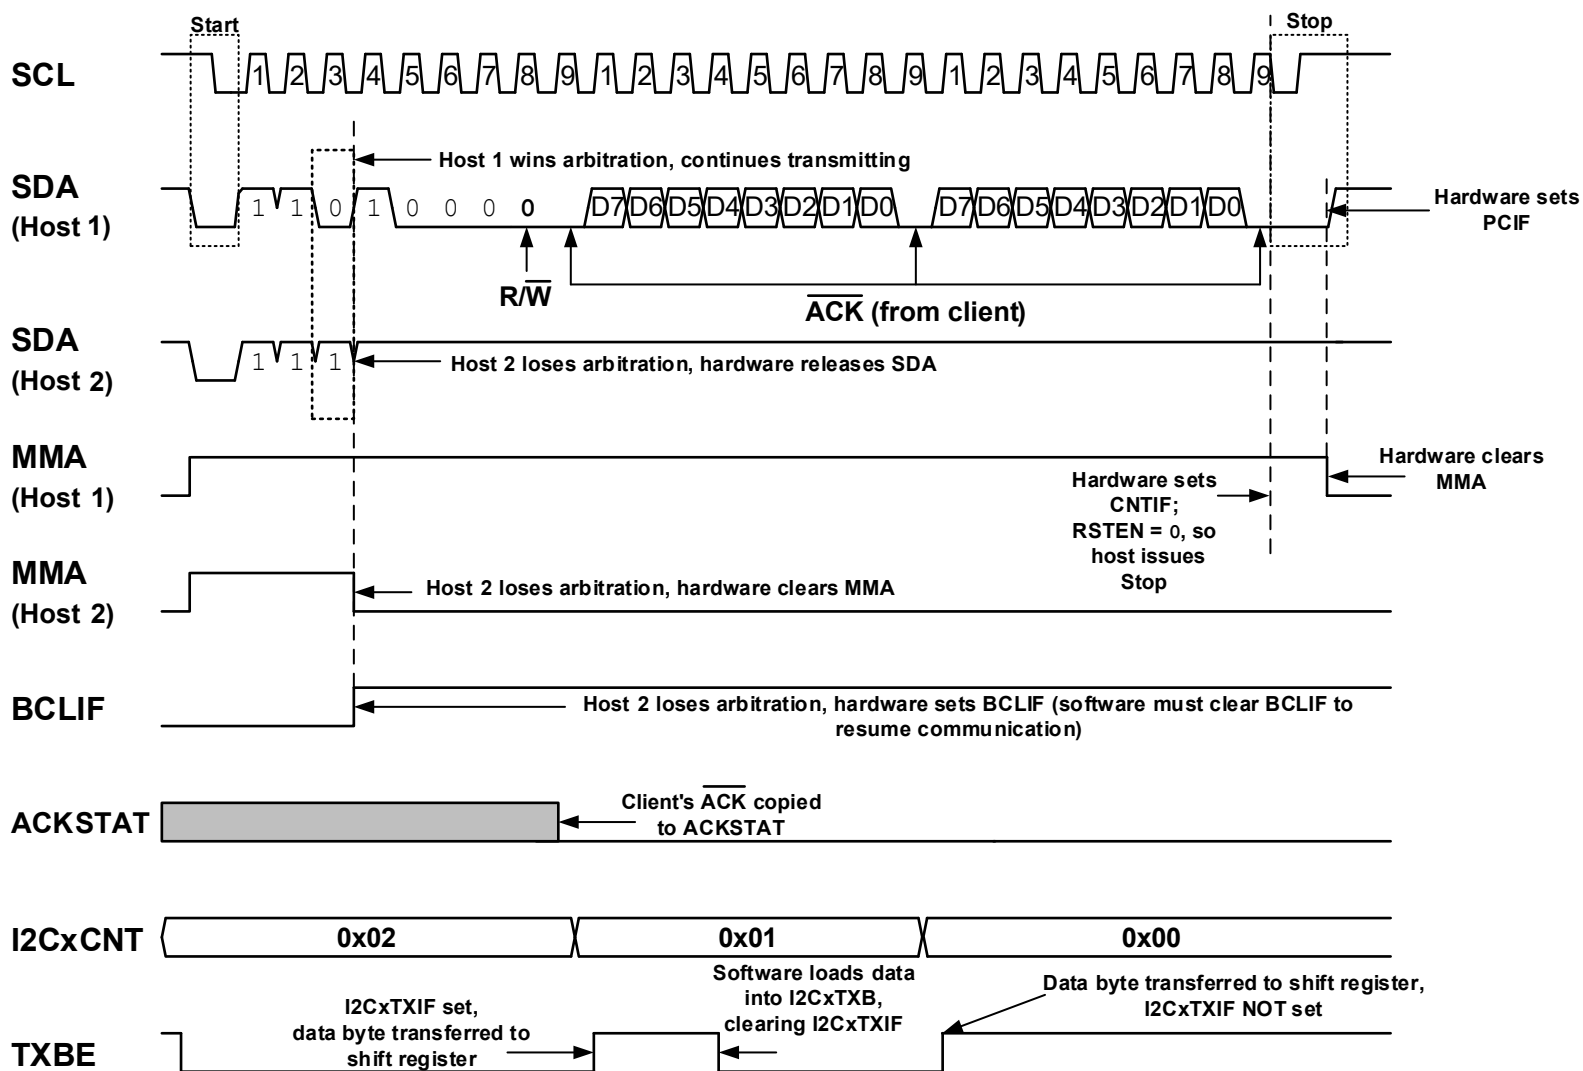 Start
Stop
SCL
1 2 3 4 5 6 7 8 9 1 2 3 4 5 6 7 8 9 1 2 3 4 5 6 7 8 9
Host 1 wins arbitration, continues transmitting
SDA
(Host 1)
1 1 0 1 0 0 0 0 D7 D6 D5 D4 D3 D2 D1 D0 D7 D6 D5 D4 D3 D2 D1 D0
Hardware sets
PCIF
R/W̅
A̅C̅K̅ (from client)
SDA
(Host 2)
1 1 1
Host 2 loses arbitration, hardware releases SDA
MMA
(Host 1)
Hardware clears
MMA
Hardware sets
CNTIF;
RSTEN = 0, so
host issues
Stop
MMA
(Host 2)
Host 2 loses arbitration, hardware clears MMA
BCLIF
Host 2 loses arbitration, hardware sets BCLIF (software must clear BCLIF to
resume communication)
ACKSTAT
Client's A̅C̅K̅ copied
to ACKSTAT
I2CxCNT
0x02 0x01 0x00
TXBE
I2CxTXIF set,
data byte transferred to
shift register
Software loads data
into I2CxTXB,
clearing I2CxTXIF
Data byte transferred to shift register,
I2CxTXIF NOT set